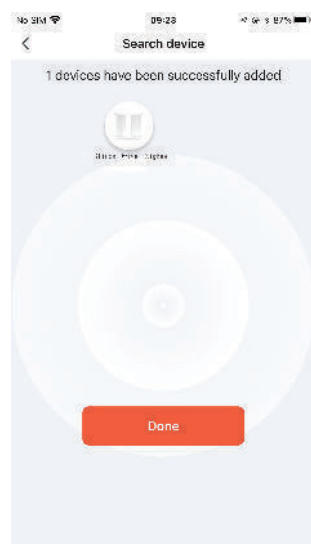 No SIM 09:23 87%
Search device
1 devices have been successfully added
Done